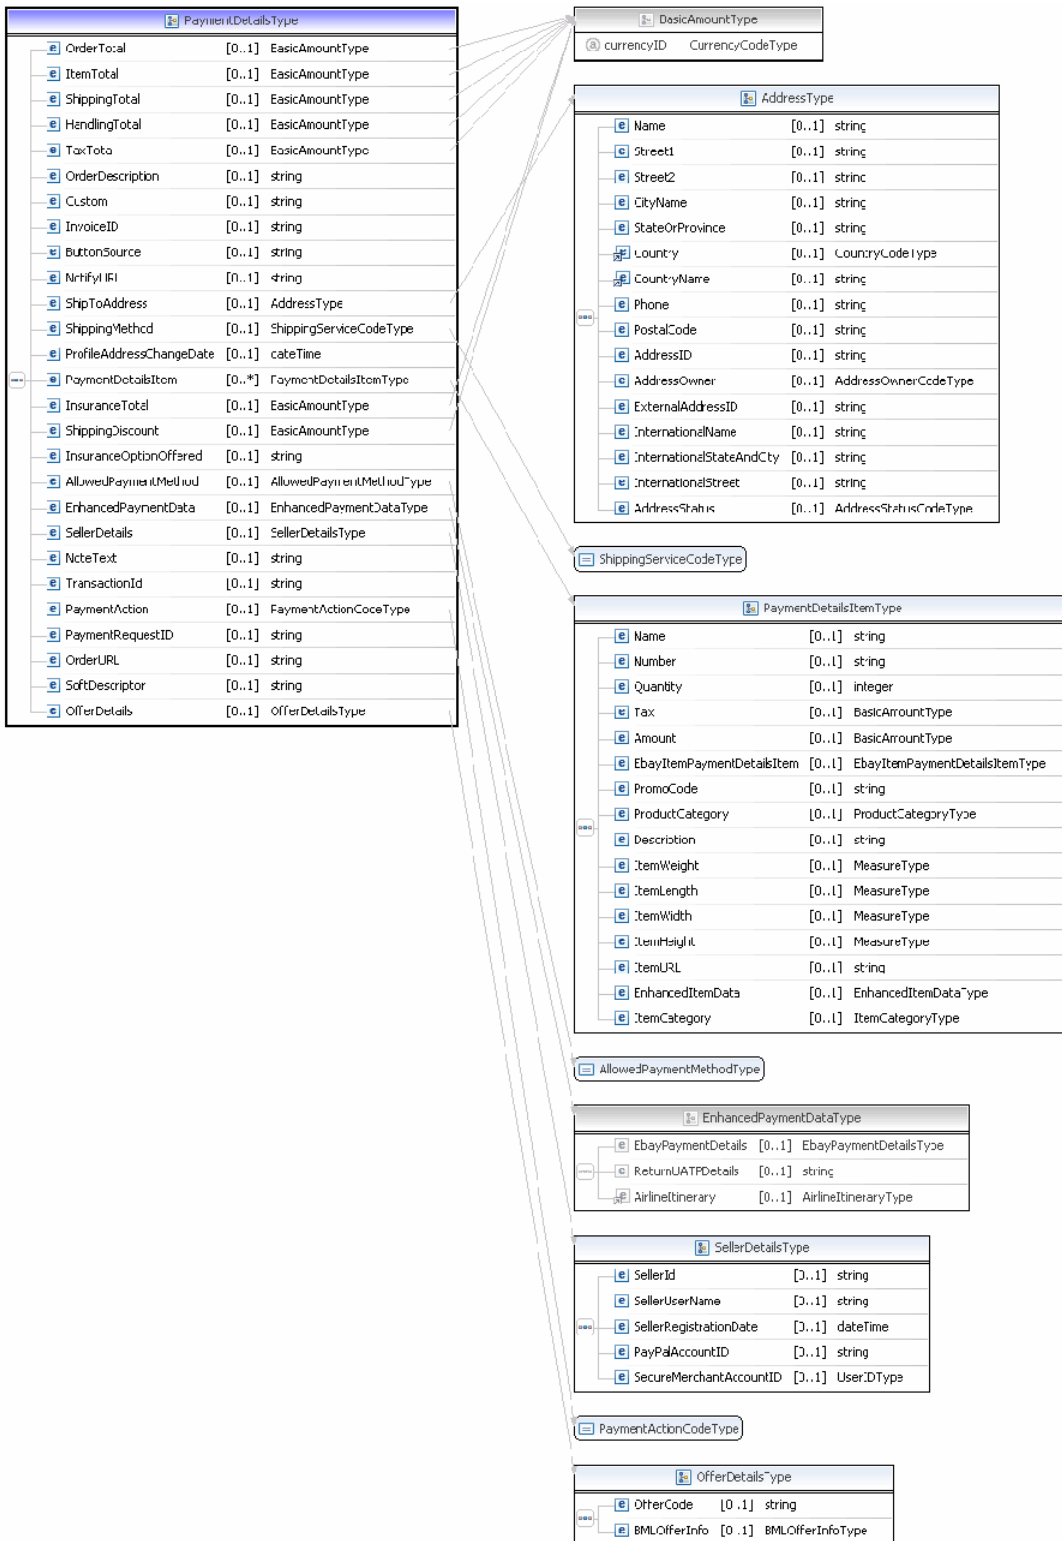 PaymentDetailsType
OrderTotal [0..1] EasicAmountType
ItemTotal [0..1] EasicAmountType
ShippingTotal [0..1] EasicAmountType
HandlingTotal [0..1] EasicAmountType
TaxTota [0..1] EasicAmountType
OrderDescription [0..1] string
Custom [0..1] string
InvoiceID [0..1] string
ButtonSource [0..1] string
NotifyURL [0..1] string
ShipToAddress [0..1] AddressType
ShippingMethod [0..1] ShippingServiceCodeType
ProfileAddressChangeDate [0..1] cateTime
PaymentDetailsItem [0..*] PaymentDetailsItemType
InsuranceTotal [0..1] EasicAmountType
ShippingDiscount [0..1] EasicAmountType
InsuranceOptionOffered [0..1] string
AllowedPaymentMethod [0..1] AllowedPaymentMethodType
EnhancedPaymentData [0..1] EnhancedPaymentDataType
SellerDetails [0..1] SellerDetailsType
NoteText [0..1] string
TransactionId [0..1] string
PaymentAction [0..1] PaymentActionCoceType
PaymentRequestID [0..1] string
OrderURL [0..1] string
SoftDescriptor [0..1] string
OfferDetails [0..1] OfferDetailsType
BasicAmountType
currencyID CurrencyCodeType
AddressType
Name [0..1] string
Street1 [0..1] string
Street2 [0..1] string
CityName [0..1] string
StateOrProvince [0..1] string
Country [0..1] CountryCodeType
CountryName [0..1] string
Phone [0..1] string
PostalCode [0..1] string
AddressID [0..1] string
AddressOwner [0..1] AddressOwnerCodeType
ExternalAddressID [0..1] string
InternationalName [0..1] string
InternationalStateAndCity [0..1] string
InternationalStreet [0..1] string
AddressStatus [0..1] AddressStatusCodeType
ShippingServiceCodeType
PaymentDetailsItemType
Name [0..1] string
Number [0..1] string
Quantity [0..1] integer
Tax [0..1] BasicAmountType
Amount [0..1] BasicAmountType
EbayItemPaymentDetailsItem [0..1] EbayItemPaymentDetailsItemType
PromoCode [0..1] string
ProductCategory [0..1] ProductCategoryType
Description [0..1] string
ItemWeight [0..1] MeasureType
ItemLength [0..1] MeasureType
ItemWidth [0..1] MeasureType
ItemHeight [0..1] MeasureType
ItemURL [0..1] string
EnhancedItemData [0..1] EnhancedItemDataType
ItemCategory [0..1] ItemCategoryType
AllowedPaymentMethodType
EnhancedPaymentDataType
EbayPaymentDetails [0..1] EbayPaymentDetailsType
ReturnUATPDetails [0..1] string
AirlineItinerary [0..1] AirlineItineraryType
SellerDetailsType
SellerId [0..1] string
SellerUserName [0..1] string
SellerRegistrationDate [0..1] dateTime
PayPalAccountID [0..1] string
SecureMerchantAccountID [0..1] UserIDType
PaymentActionCodeType
OfferDetailsType
OfferCode [0..1] string
BMLOfferInfo [0..1] BMLOfferInfoType